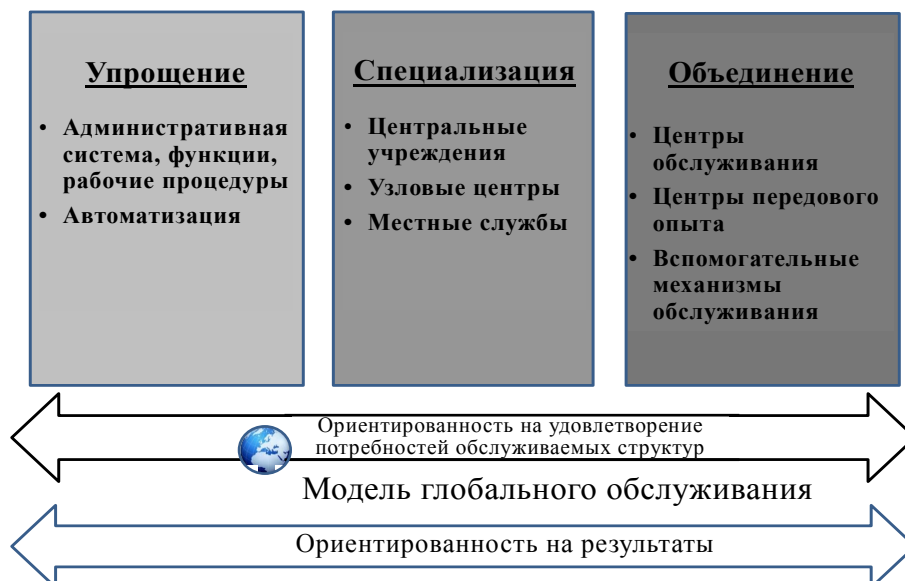 Упрощение
• Административная
система, функции,
рабочие процедуры
• Автоматизация
Специализация
• Центральные
учреждения
• Узловые центры
• Местные службы
Объединение
• Центры
обслуживания
• Центры передового
опыта
• Вспомогательные
механизмы
обслуживания
Ориентированность на удовлетворение
потребностей обслуживаемых структур
Модель глобального обслуживания
Ориентированность на результаты